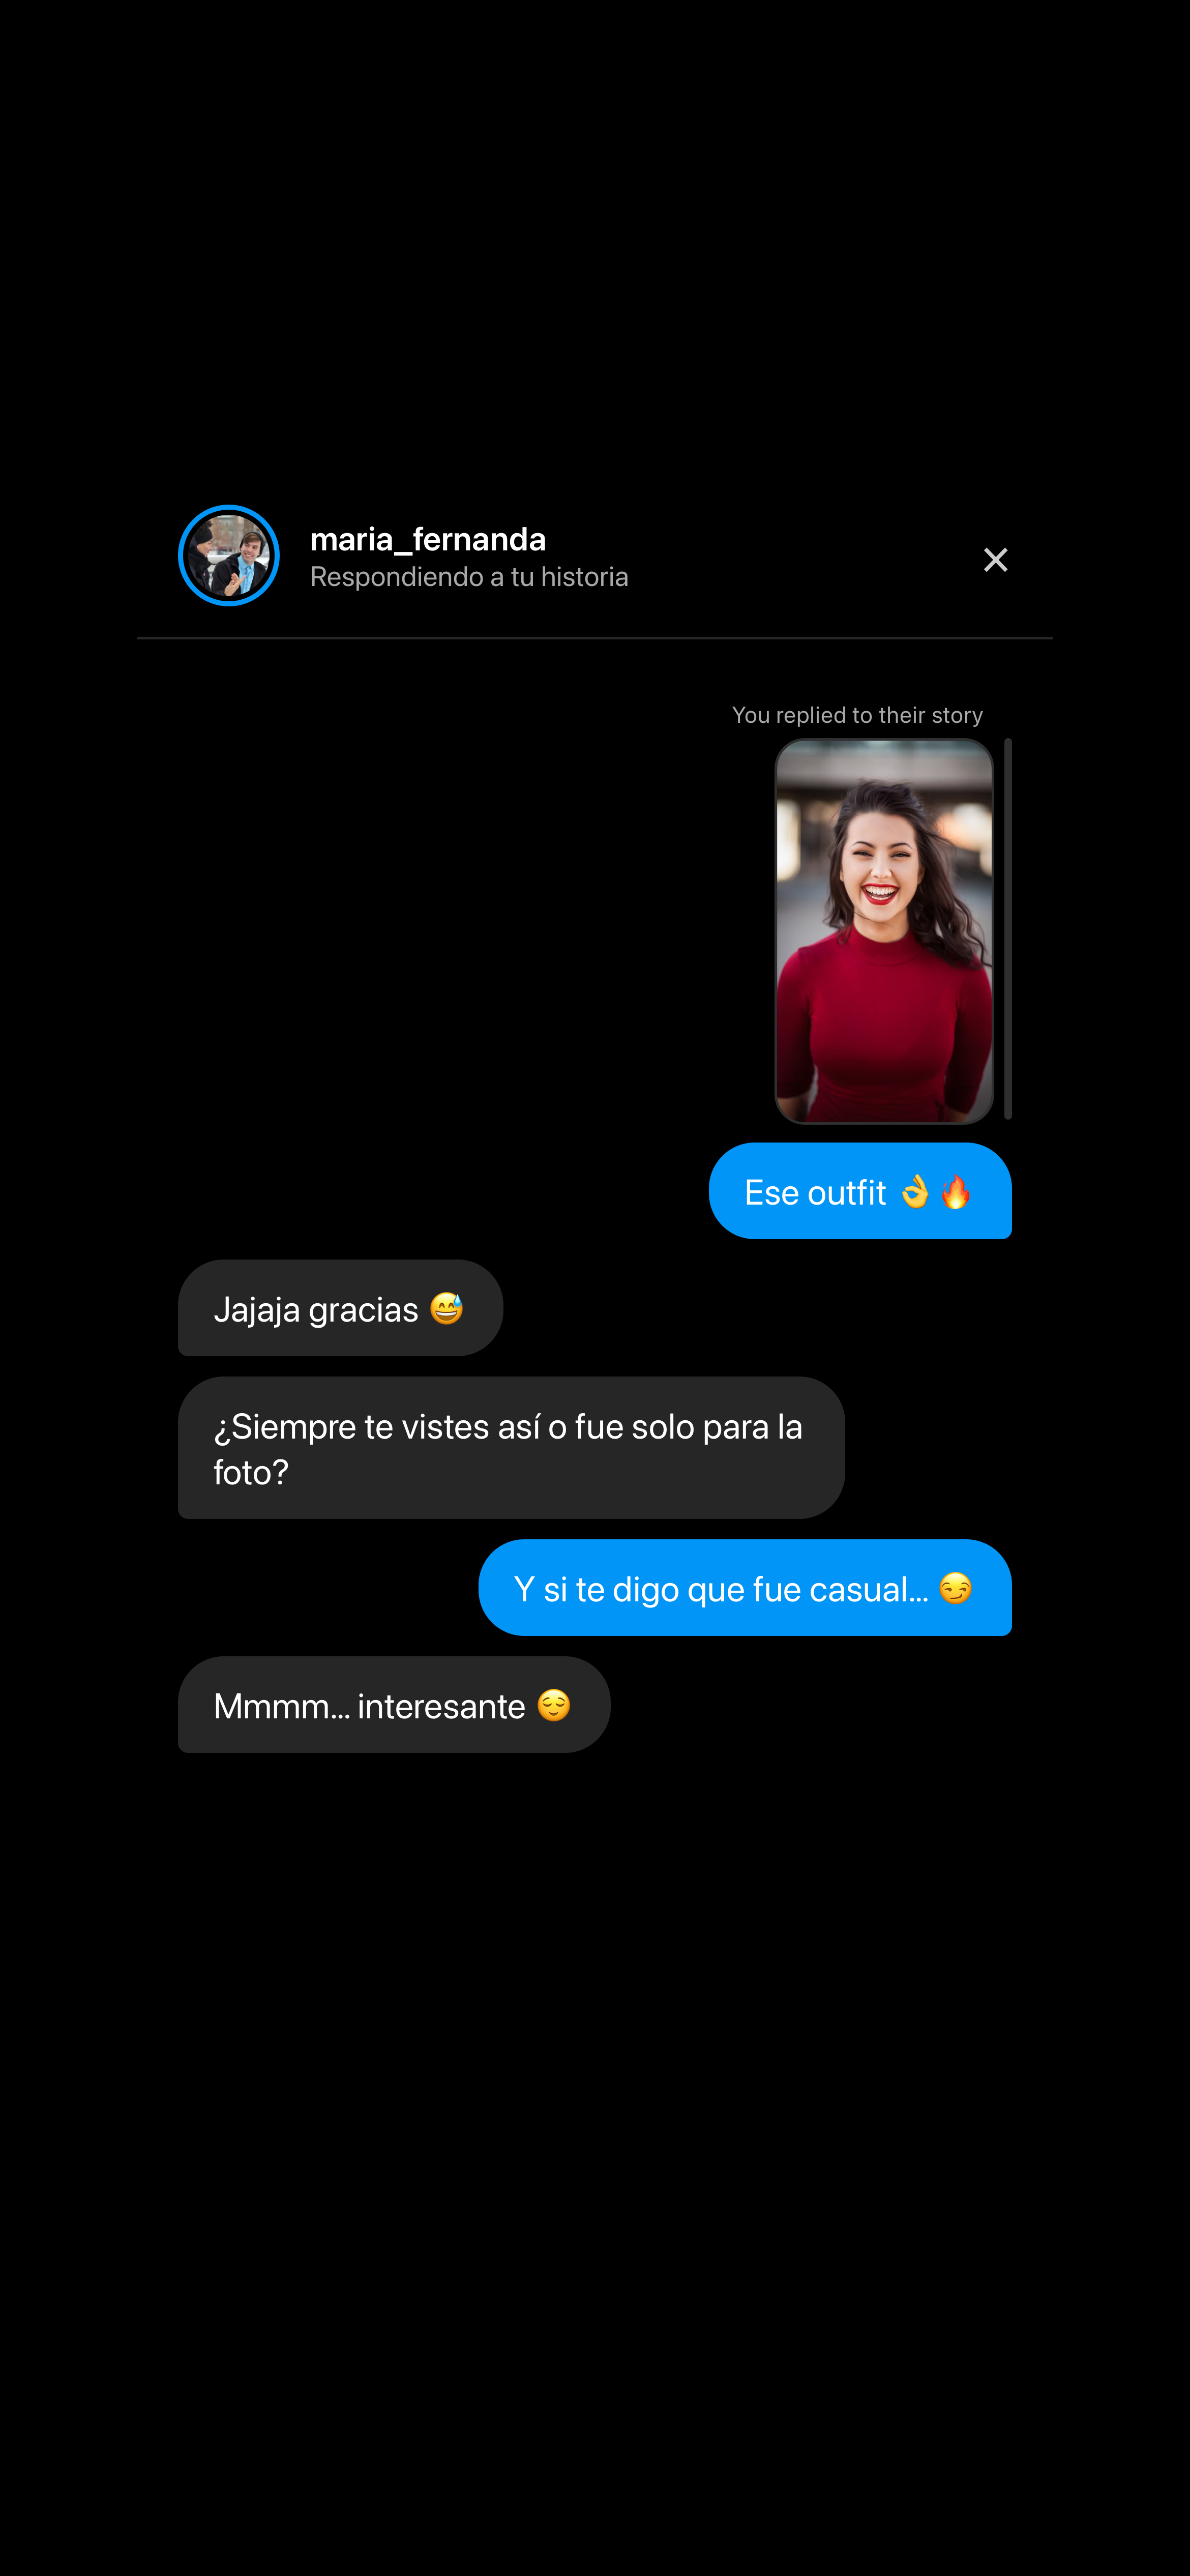 maria_fernanda
Respondiendo a tu historia
You replied to their story
Ese outfit 👌🔥
Jajaja gracias 😅
¿Siempre te vistes así o fue solo para la
foto?
Y si te digo que fue casual... 😏
Mmmm... interesante 😌